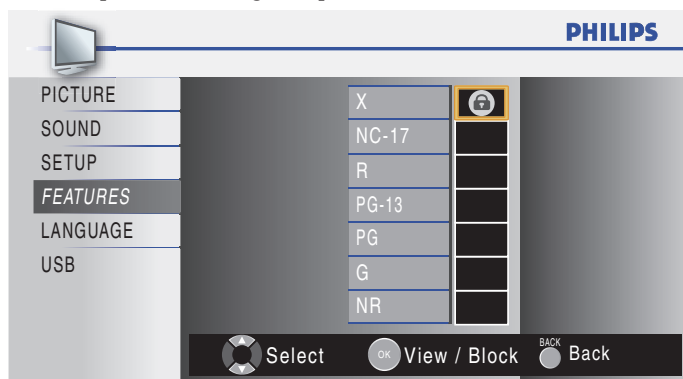 PHILIPS
PICTURE
SOUND
SETUP
FEATURES
LANGUAGE
USB
X
NC-17
R
PG-13
PG
G
NR
Select
OK View / Block
BACK Back